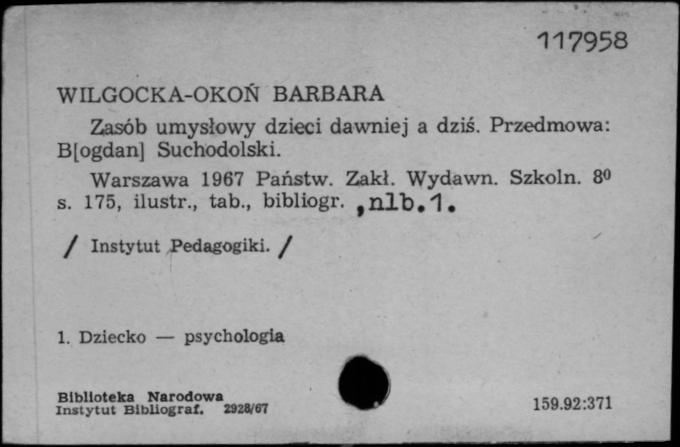 117958
WILGOCKA-OKOŃ BARBARA
Zasób umysłowy dzieci dawniej a dziś. Przedmowa:
B[ogdan] Suchodolski.
Warszawa 1967 Państw. Zakł. Wydawn. Szkoln. 8⁰
s. 175, ilustr., tab., bibliogr. ,nlb.1.
/ Instytut Pedagogiki. /
1. Dziecko — psychologia
Biblioteka Narodowa
Instytut Bibliograf. 2928/67
159.92:371